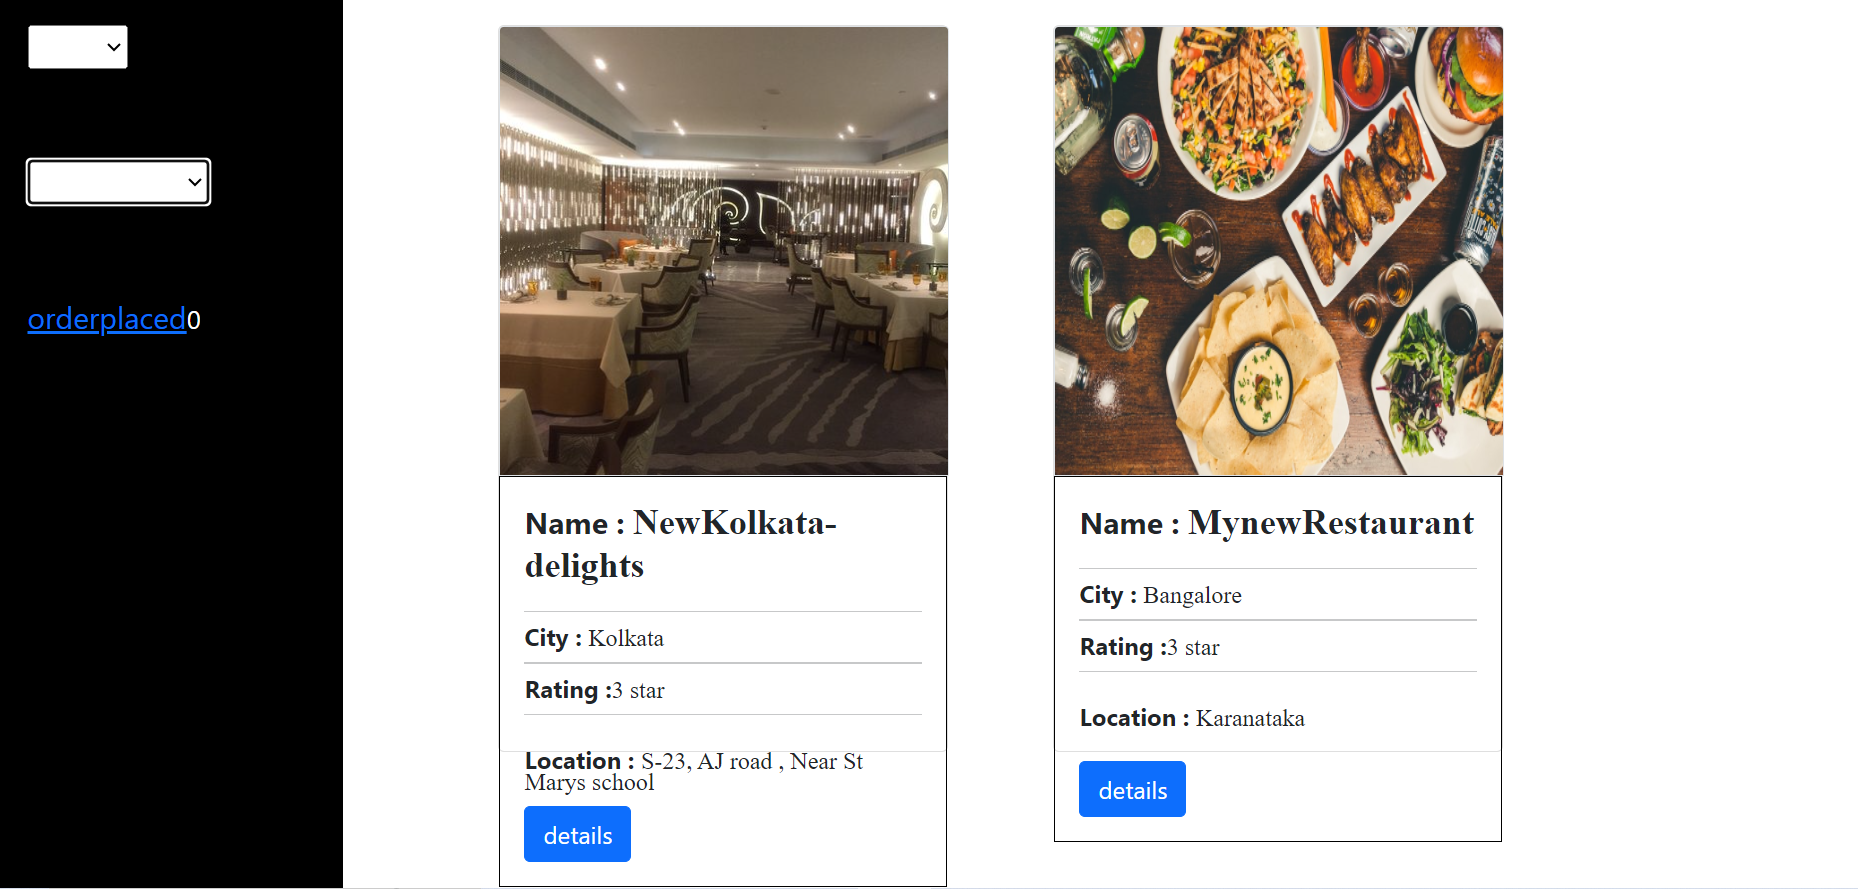 orderplaced0
Name : NewKolkata-
delights
City : Kolkata
Rating :3 star
Location : S-23, AJ road , Near St
Marys school
details
Name : MynewRestaurant
City : Bangalore
Rating :3 star
Location : Karanataka
details